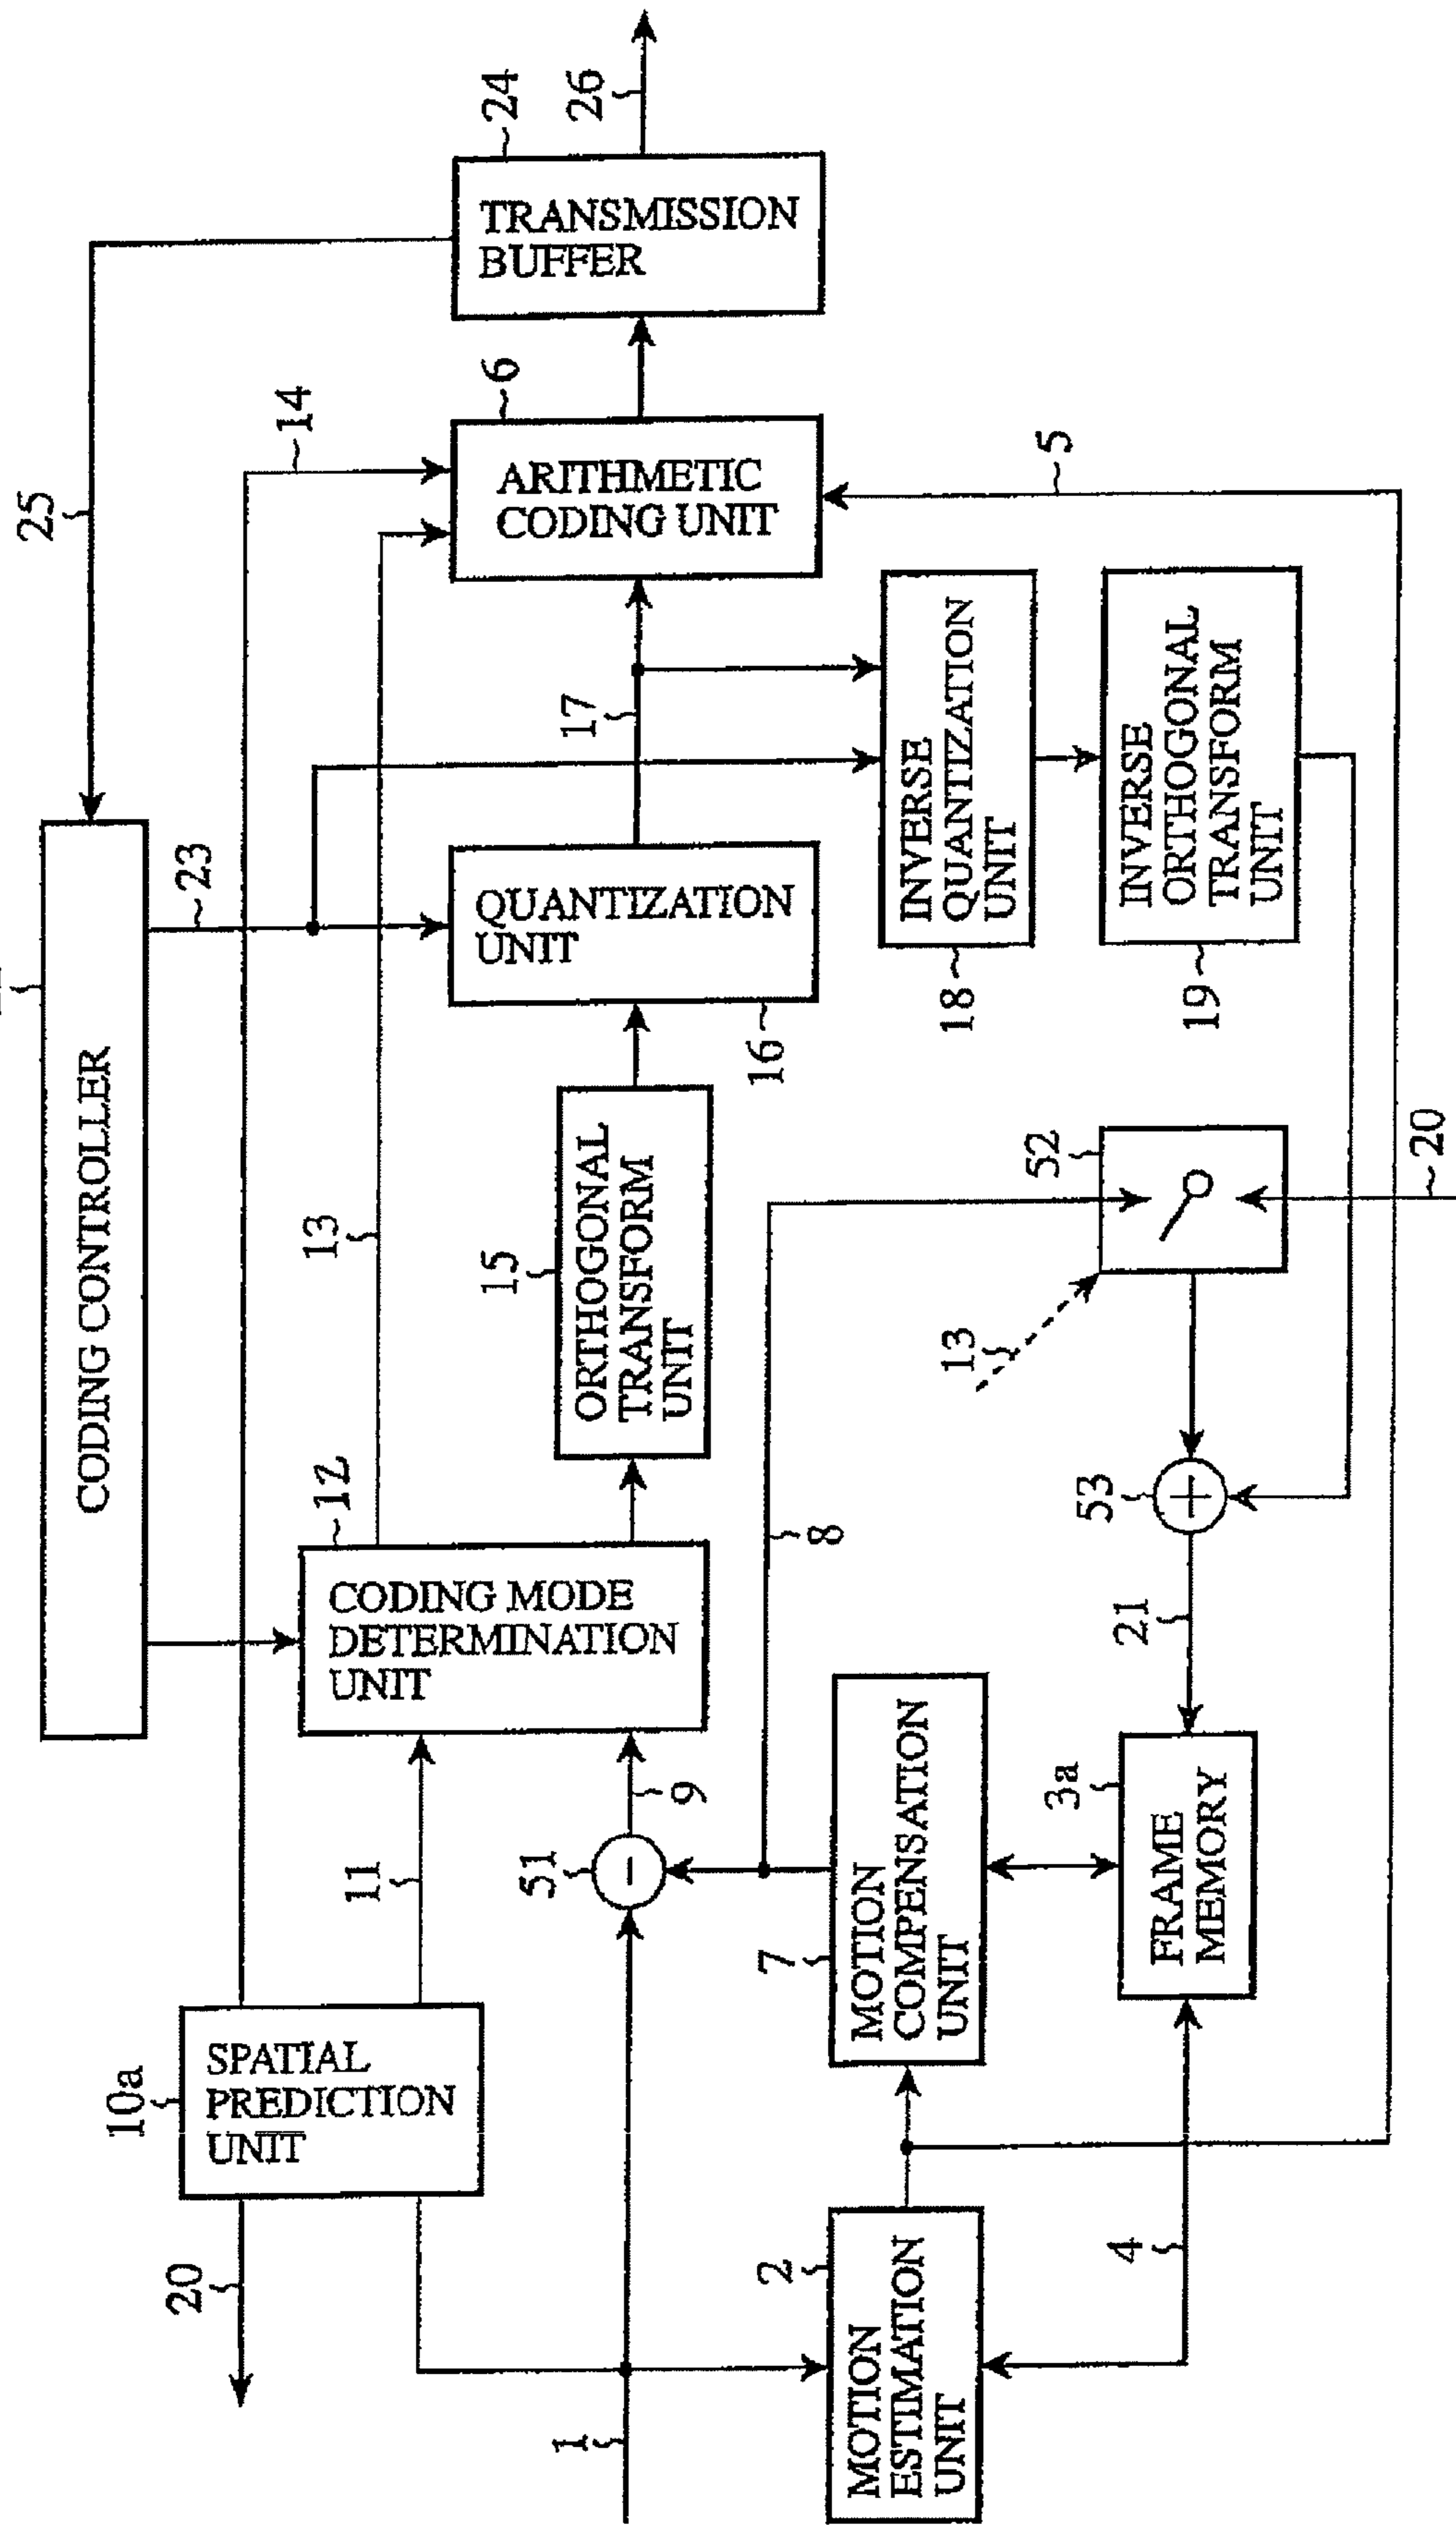 CODING CONTROLLER
25
23
14
10a
SPATIAL
PREDICTION
UNIT
20
11
12
CODING MODE
DETERMINATION
UNIT
13
15
ORTHOGONAL
TRANSFORM
UNIT
16
QUANTIZATION
UNIT
17
6
ARITHMETIC
CODING UNIT
24
TRANSMISSION
BUFFER
26
1
51
9
8
2
MOTION
ESTIMATION
UNIT
7
MOTION
COMPENSATION
UNIT
18
INVERSE
QUANTIZATION
UNIT
19
INVERSE
ORTHOGONAL
TRANSFORM
UNIT
5
4
3a
FRAME
MEMORY
21
53
13
52
20